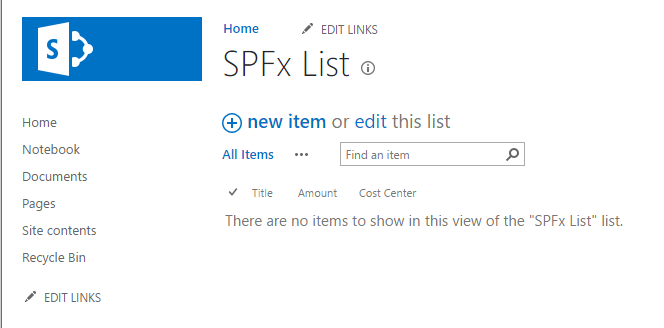 S
Home EDIT LINKS
SPFx List
Home
Notebook
Documents
Pages
Site contents
Recycle Bin
EDIT LINKS
new item or edit this list
All Items ••• Find an item
Title Amount Cost Center
There are no items to show in this view of the "SPFx List" list.